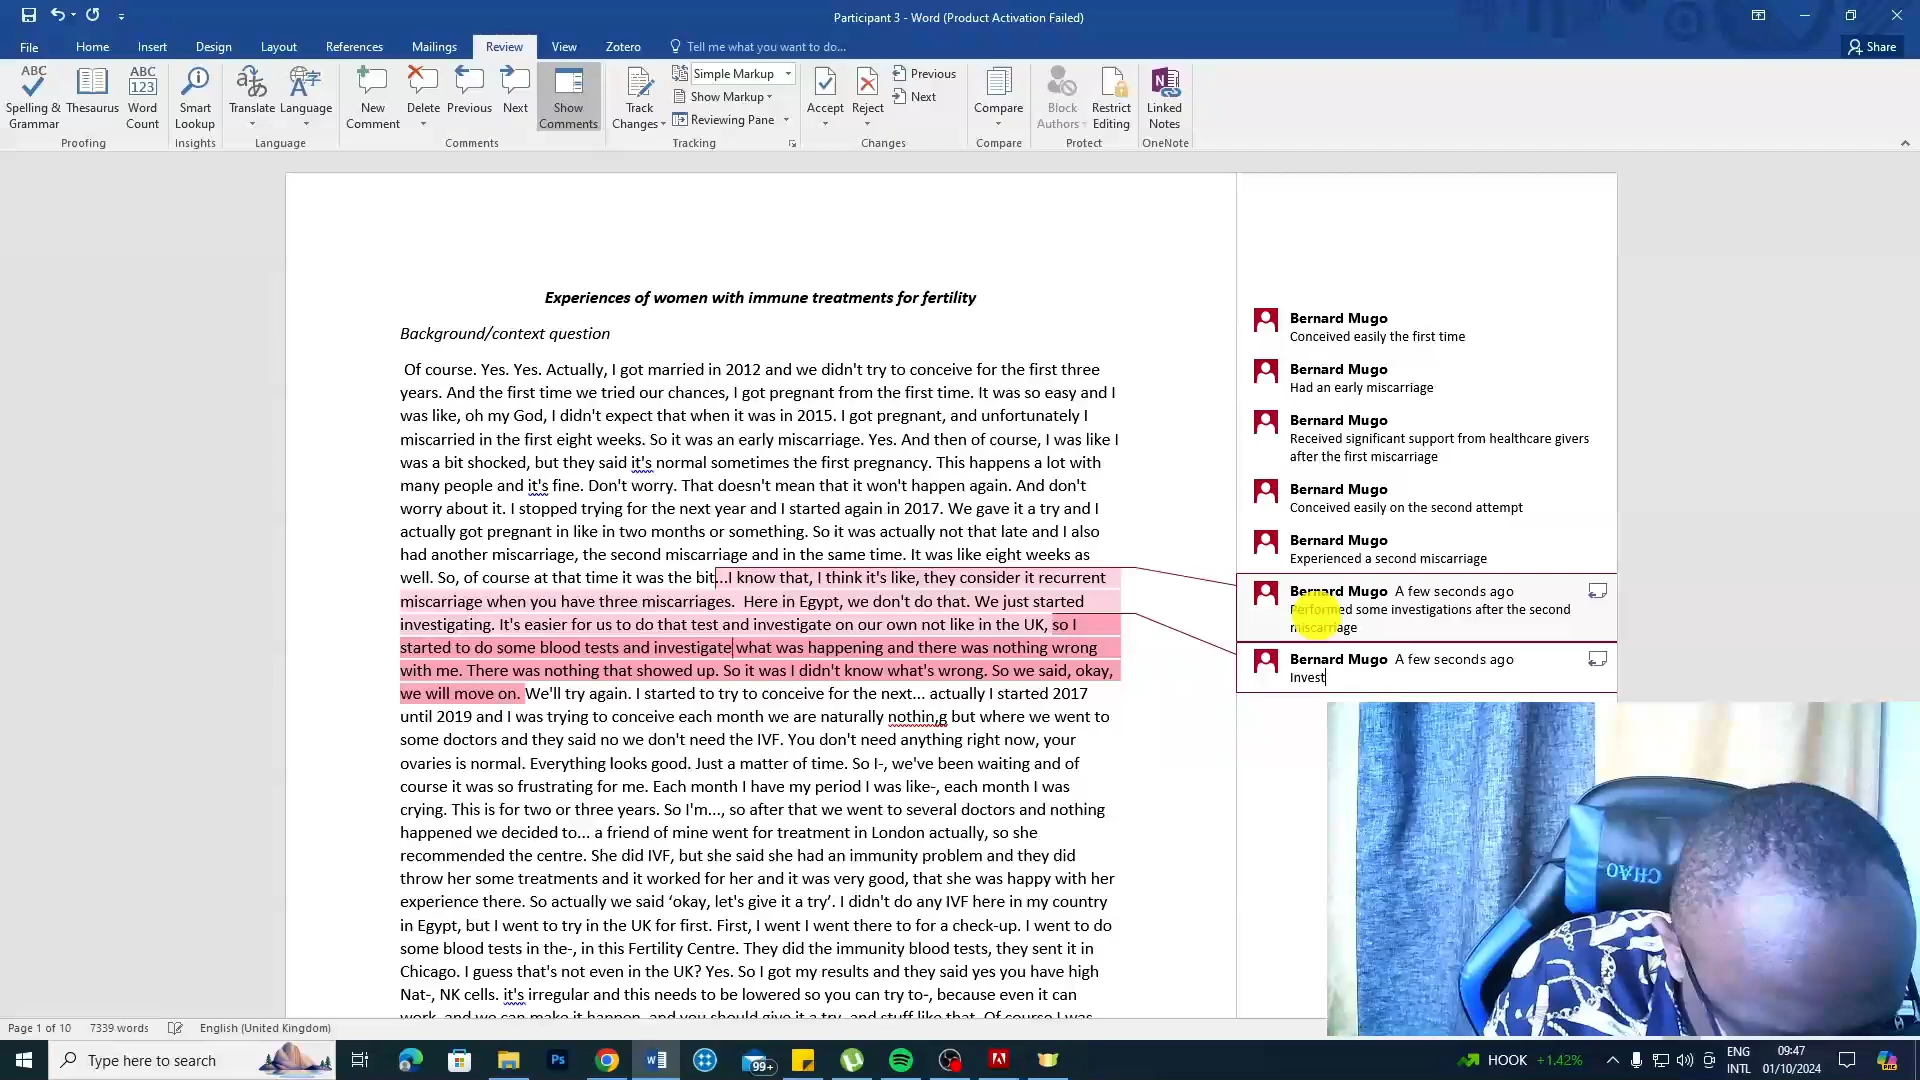 Participant 3 - Word (Product Activation Failed)
File Home Insert Design Layout References Mailings Review View Zotero Tell me what you want to do... Share
ABC Spelling & Grammar
Thesaurus
ABC 123 Word Count
Smart Lookup
Translate
Language
New Comment
Delete
Previous
Next
Show Comments
Track Changes
Simple Markup
Show Markup
Reviewing Pane
Accept
Reject
Previous
Next
Compare
Block Authors
Restrict Editing
N Linked Notes
Proofing Insights Language Comments Tracking Changes Compare Protect OneNote
Experiences of women with immune treatments for fertility
Background/context question
Of course. Yes. Yes. Actually, I got married in 2012 and we didn't try to conceive for the first three
years. And the first time we tried our chances, I got pregnant from the first time. It was so easy and I
was like, oh my God, I didn't expect that when it was in 2015. I got pregnant, and unfortunately I
miscarried in the first eight weeks. So it was an early miscarriage. Yes. And then of course, I was like I
was a bit shocked, but they said it's normal sometimes the first pregnancy. This happens a lot with
many people and it's fine. Don't worry. That doesn't mean that it won't happen again. And don't
worry about it. I stopped trying for the next year and I started again in 2017. We gave it a try and I
actually got pregnant in like in two months or something. So it was actually not that late and I also
had another miscarriage, the second miscarriage and in the same time. It was like eight weeks as
well. So, of course at that time it was the bit...I know that, I think it's like, they consider it recurrent
miscarriage when you have three miscarriages.  Here in Egypt, we don't do that. We just started
investigating. It's easier for us to do that test and investigate on our own not like in the UK, so I
started to do some blood tests and investigate what was happening and there was nothing wrong
with me. There was nothing that showed up. So it was I didn't know what's wrong. So we said, okay,
we will move on. We'll try again. I started to try to conceive for the next... actually I started 2017
until 2019 and I was trying to conceive each month we are naturally nothin,g but where we went to
some doctors and they said no we don't need the IVF. You don't need anything right now, your
ovaries is normal. Everything looks good. Just a matter of time. So I-, we've been waiting and of
course it was so frustrating for me. Each month I have my period I was like-, each month I was
crying. This is for two or three years. So I'm..., so after that we went to several doctors and nothing
happened we decided to... a friend of mine went for treatment in London actually, so she
recommended the centre. She did IVF, but she said she had an immunity problem and they did
throw her some treatments and it worked for her and it was very good, that she was happy with her
experience there. So actually we said ‘okay, let's give it a try’. I didn't do any IVF here in my country
in Egypt, but I went to try in the UK for first. First, I went I went there to for a check-up. I went to do
some blood tests in the-, in this Fertility Centre. They did the immunity blood tests, they sent it in
Chicago. I guess that's not even in the UK? Yes. So I got my results and they said yes you have high
Nat-, NK cells. it's irregular and this needs to be lowered so you can try to-, because even it can
work, and we can make it happen, and you should give it a try, and stuff like that. Of course I was
Bernard Mugo
Conceived easily the first time
Bernard Mugo
Had an early miscarriage
Bernard Mugo
Received significant support from healthcare givers
after the first miscarriage
Bernard Mugo
Conceived easily on the second attempt
Bernard Mugo
Experienced a second miscarriage
Bernard Mugo A few seconds ago
Performed some investigations after the second
miscarriage
Bernard Mugo A few seconds ago
Invest
CHAO
Page 1 of 10 7339 words English (United Kingdom)
Type here to search
Ps
99+
HOOK +1.42%
ENG
INTL
09:47
01/10/2024